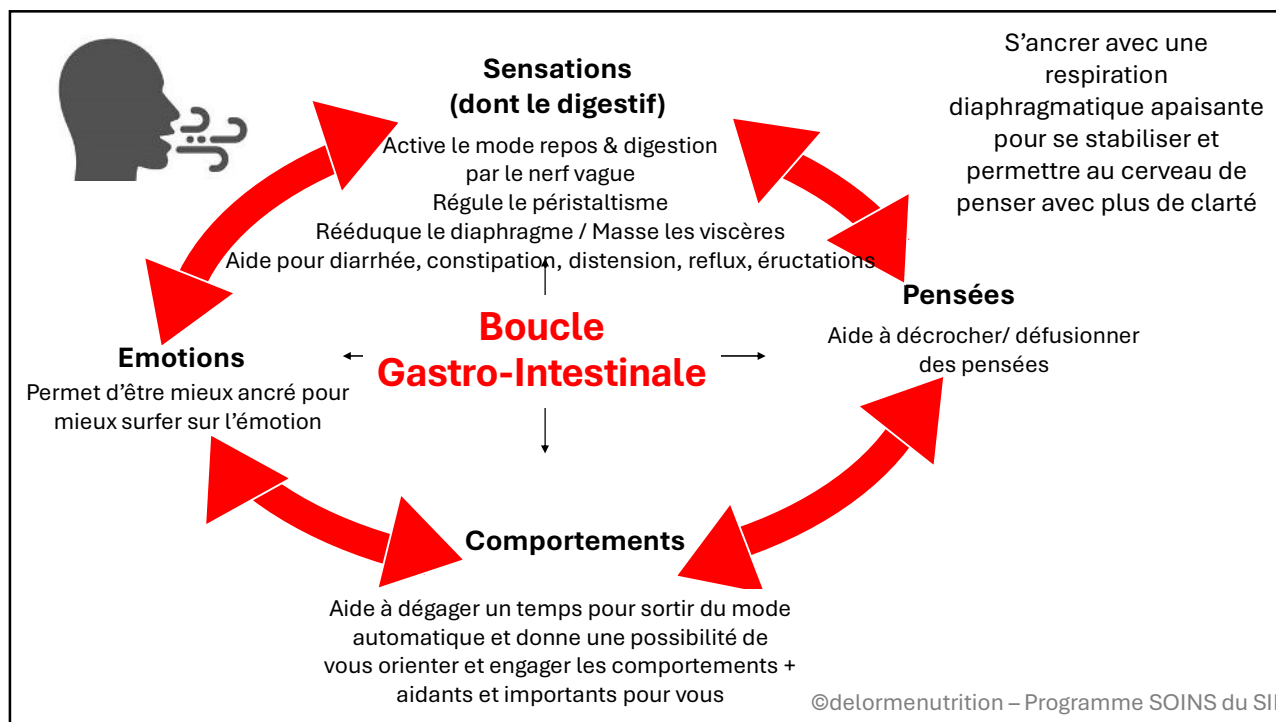 Sensations
(dont le digestif)
Active le mode repos & digestion
par le nerf vague
Régule le péristaltisme
Rééduque le diaphragme / Masse les viscères
Aide pour diarrhée, constipation, distension, reflux, éructations
S'ancrer avec une
respiration
diaphragmatique apaisante
pour se stabiliser et
permettre au cerveau de
penser avec plus de clarté
Pensées
Aide à décrocher/ défusionner
des pensées
Boucle
Gastro-Intestinale
Emotions
Permet d'être mieux ancré pour
mieux surfer sur l'émotion
Comportements
Aide à dégager un temps pour sortir du mode
automatique et donne une possibilité de
vous orienter et engager les comportements +
aidants et importants pour vous
©delormenutrition – Programme SOINS du SII